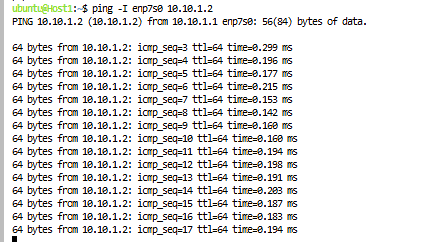 ubuntu@Host1:~$ ping -I enp7s0 10.10.1.2
PING 10.10.1.2 (10.10.1.2) from 10.10.1.1 enp7s0: 56(84) bytes of data.
64 bytes from 10.10.1.2: icmp_seq=3 ttl=64 time=0.299 ms
64 bytes from 10.10.1.2: icmp_seq=4 ttl=64 time=0.196 ms
64 bytes from 10.10.1.2: icmp_seq=5 ttl=64 time=0.177 ms
64 bytes from 10.10.1.2: icmp_seq=6 ttl=64 time=0.215 ms
64 bytes from 10.10.1.2: icmp_seq=7 ttl=64 time=0.153 ms
64 bytes from 10.10.1.2: icmp_seq=8 ttl=64 time=0.142 ms
64 bytes from 10.10.1.2: icmp_seq=9 ttl=64 time=0.160 ms
64 bytes from 10.10.1.2: icmp_seq=10 ttl=64 time=0.160 ms
64 bytes from 10.10.1.2: icmp_seq=11 ttl=64 time=0.194 ms
64 bytes from 10.10.1.2: icmp_seq=12 ttl=64 time=0.198 ms
64 bytes from 10.10.1.2: icmp_seq=13 ttl=64 time=0.191 ms
64 bytes from 10.10.1.2: icmp_seq=14 ttl=64 time=0.203 ms
64 bytes from 10.10.1.2: icmp_seq=15 ttl=64 time=0.187 ms
64 bytes from 10.10.1.2: icmp_seq=16 ttl=64 time=0.183 ms
64 bytes from 10.10.1.2: icmp_seq=17 ttl=64 time=0.194 ms